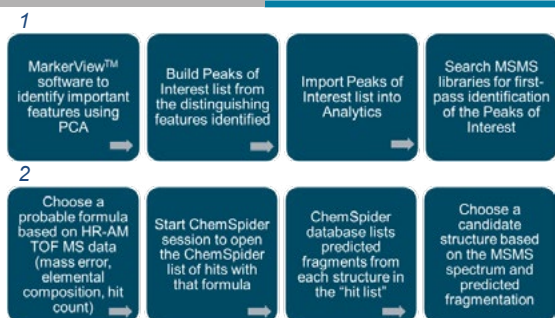 1
MarkerView™
software to
identify important
features using
PCA
Build Peaks of
Interest list from
the distinguishing
features identified
Import Peaks of
Interest list into
Analytics
Search MSMS
libraries for first-
pass identification
of the Peaks of
Interest
2
Choose a
probable formula
based on HR-AM
TOF MS data
(mass error,
elemental
composition, hit
count)
Start ChemSpider
session to open
the ChemSpider
list of hits with
that formula
ChemSpider
database lists
predicted
fragments from
each structure in
the “hit list”
Choose a
candidate
structure based
on the MSMS
spectrum and
predicted
fragmentation